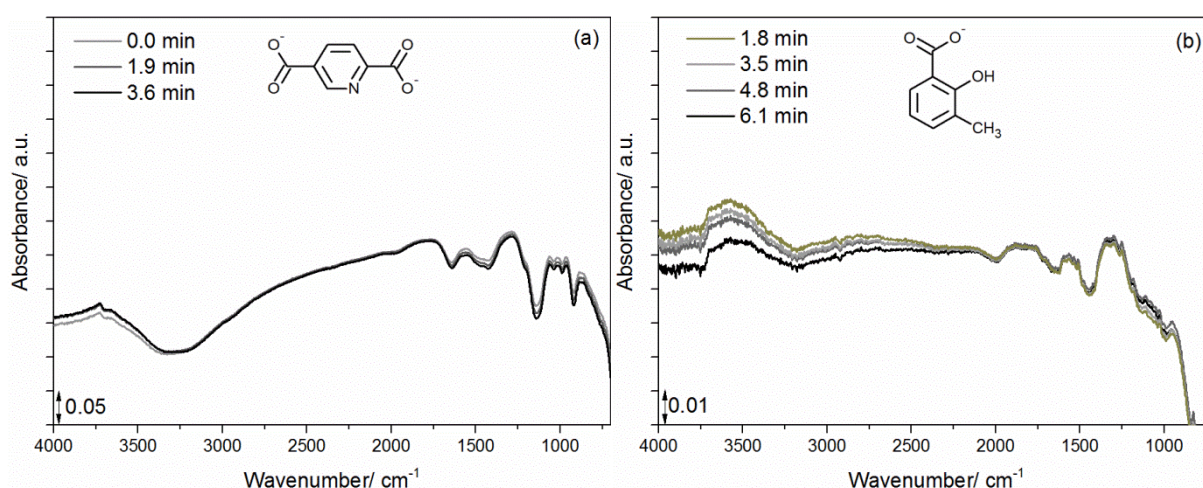 (a)
0.0 min
1.9 min
3.6 min
O⁻
O
O
O⁻
N
Absorbance/ a.u.
0.05
4000 3500 3000 2500 2000 1500 1000
Wavenumber/ cm⁻¹
(b)
1.8 min
3.5 min
4.8 min
6.1 min
O
O⁻
OH
CH₃
Absorbance/ a.u.
0.01
4000 3500 3000 2500 2000 1500 1000
Wavenumber/ cm⁻¹